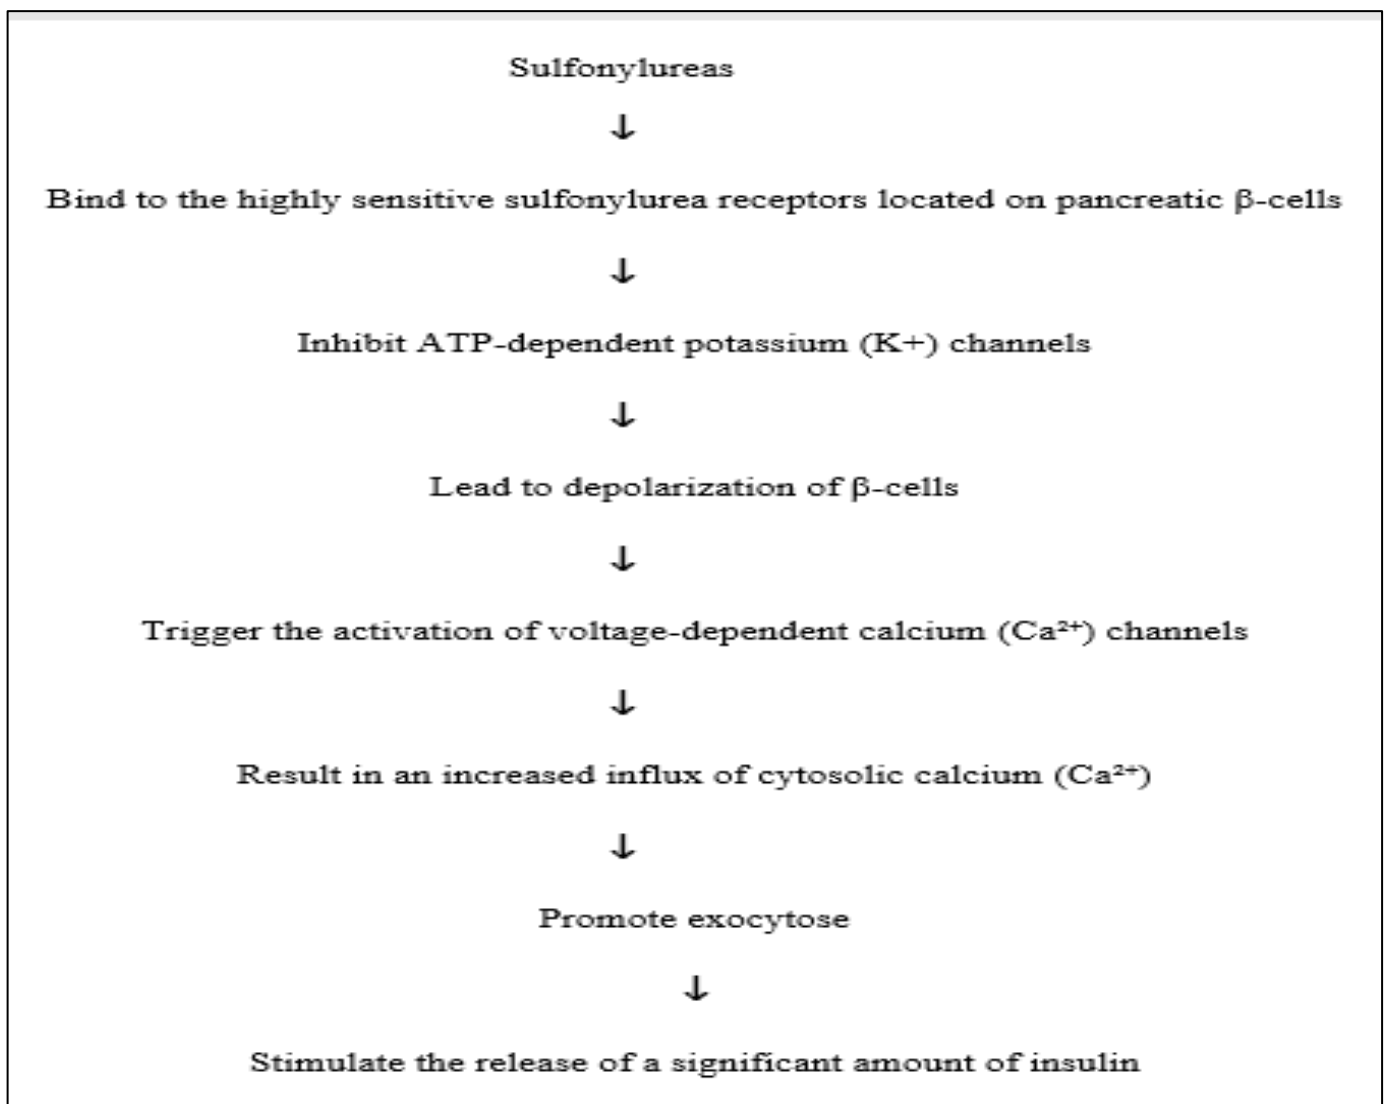 Sulfonylureas
↓
Bind to the highly sensitive sulfonylurea receptors located on pancreatic β-cells
↓
Inhibit ATP-dependent potassium (K+) channels
↓
Lead to depolarization of β-cells
↓
Trigger the activation of voltage-dependent calcium (Ca²⁺) channels
↓
Result in an increased influx of cytosolic calcium (Ca²⁺)
↓
Promote exocytose
↓
Stimulate the release of a significant amount of insulin